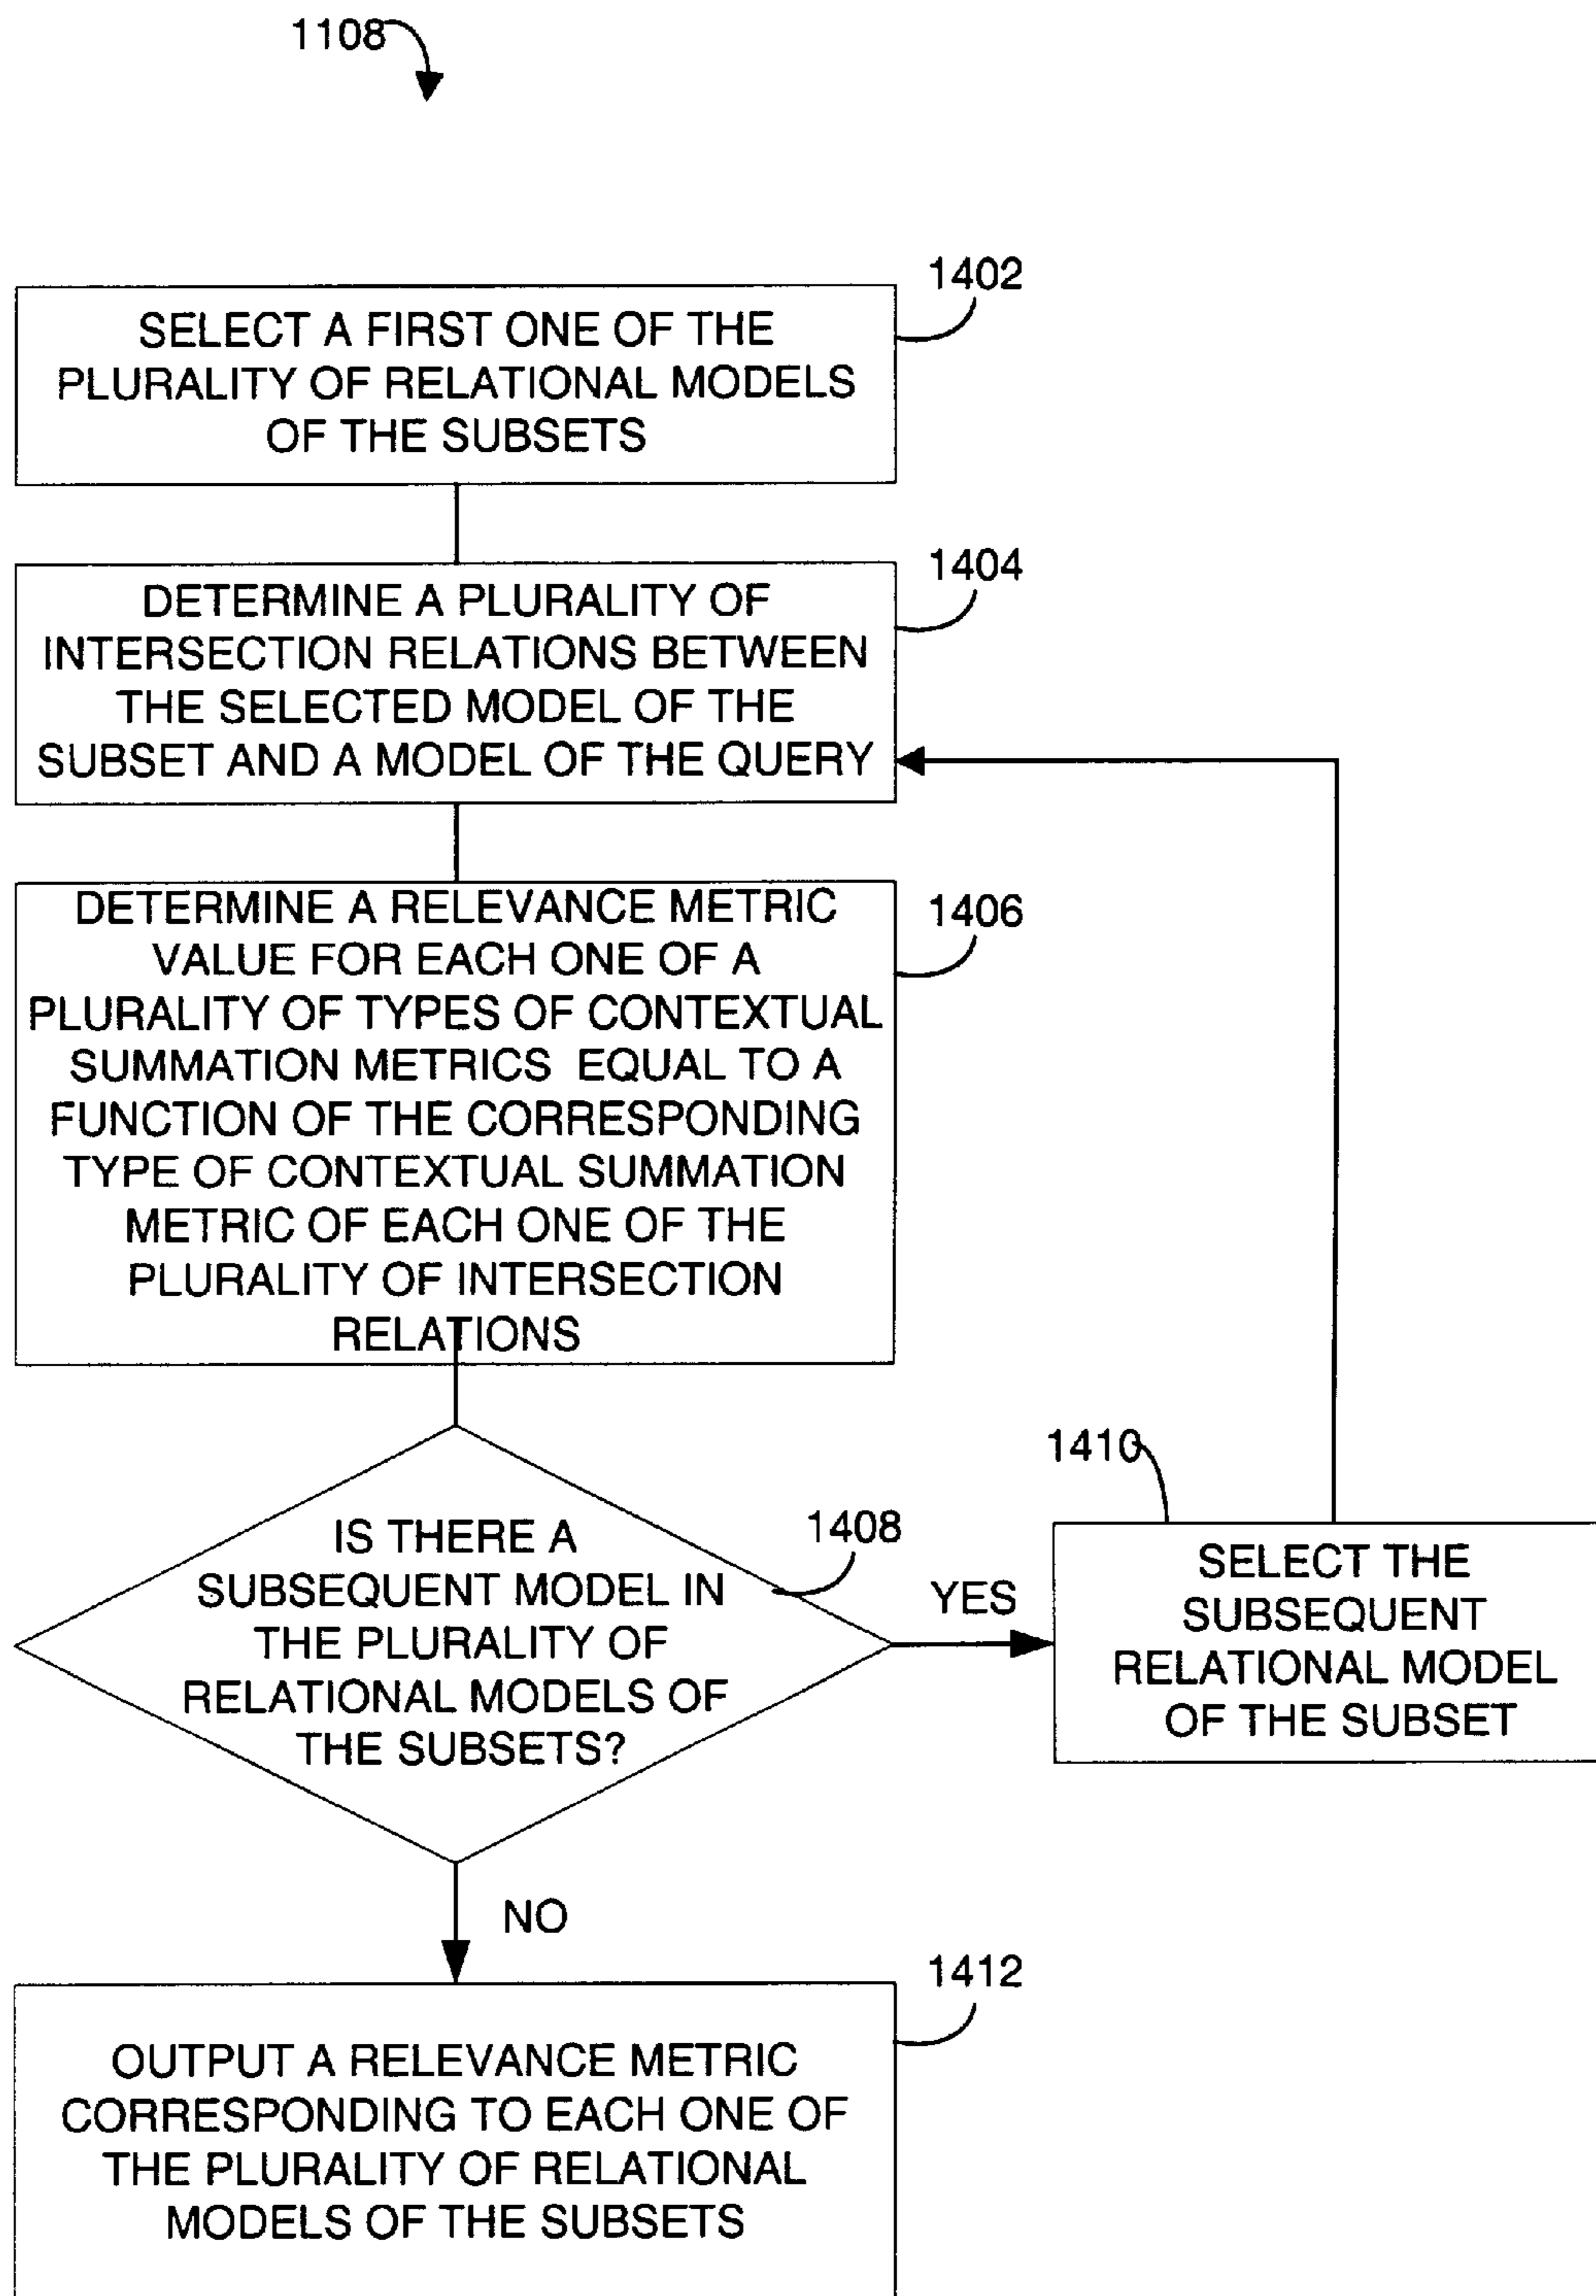 1108
1402
SELECT A FIRST ONE OF THE
PLURALITY OF RELATIONAL MODELS
OF THE SUBSETS
1404
DETERMINE A PLURALITY OF
INTERSECTION RELATIONS BETWEEN
THE SELECTED MODEL OF THE
SUBSET AND A MODEL OF THE QUERY
1406
DETERMINE A RELEVANCE METRIC
VALUE FOR EACH ONE OF A
PLURALITY OF TYPES OF CONTEXTUAL
SUMMATION METRICS EQUAL TO A
FUNCTION OF THE CORRESPONDING
TYPE OF CONTEXTUAL SUMMATION
METRIC OF EACH ONE OF THE
PLURALITY OF INTERSECTION
RELATIONS
1408
IS THERE A
SUBSEQUENT MODEL IN
THE PLURALITY OF
RELATIONAL MODELS OF
THE SUBSETS?
YES
1410
SELECT THE
SUBSEQUENT
RELATIONAL MODEL
OF THE SUBSET
NO
1412
OUTPUT A RELEVANCE METRIC
CORRESPONDING TO EACH ONE OF
THE PLURALITY OF RELATIONAL
MODELS OF THE SUBSETS